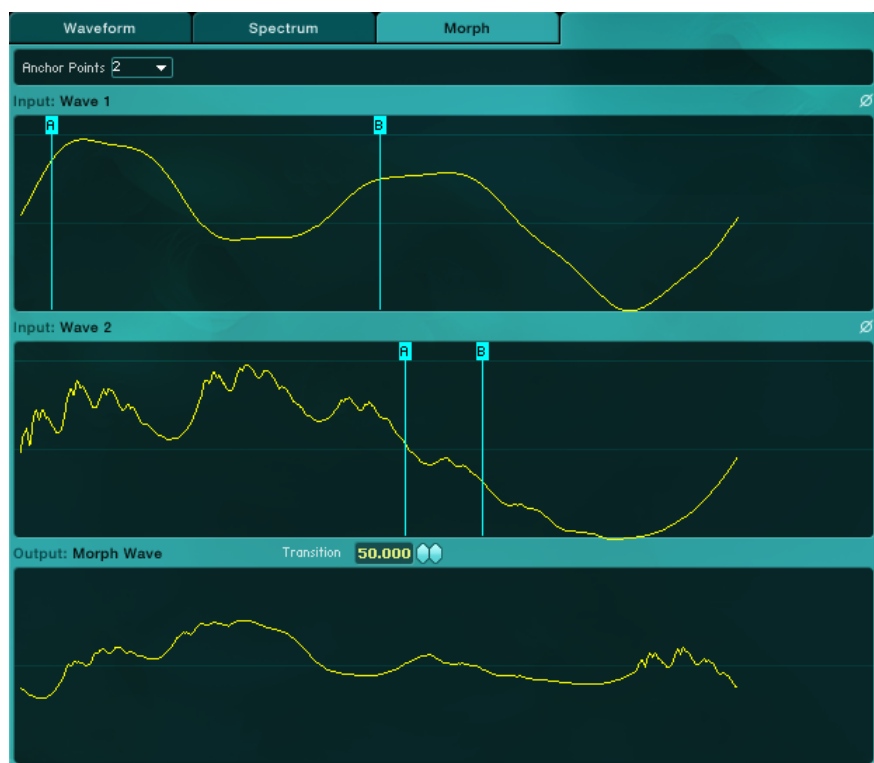 Waveform Spectrum Morph
Anchor Points 2
Input: Wave 1
A B
Input: Wave 2
A B
Output: Morph Wave Transition 50.000